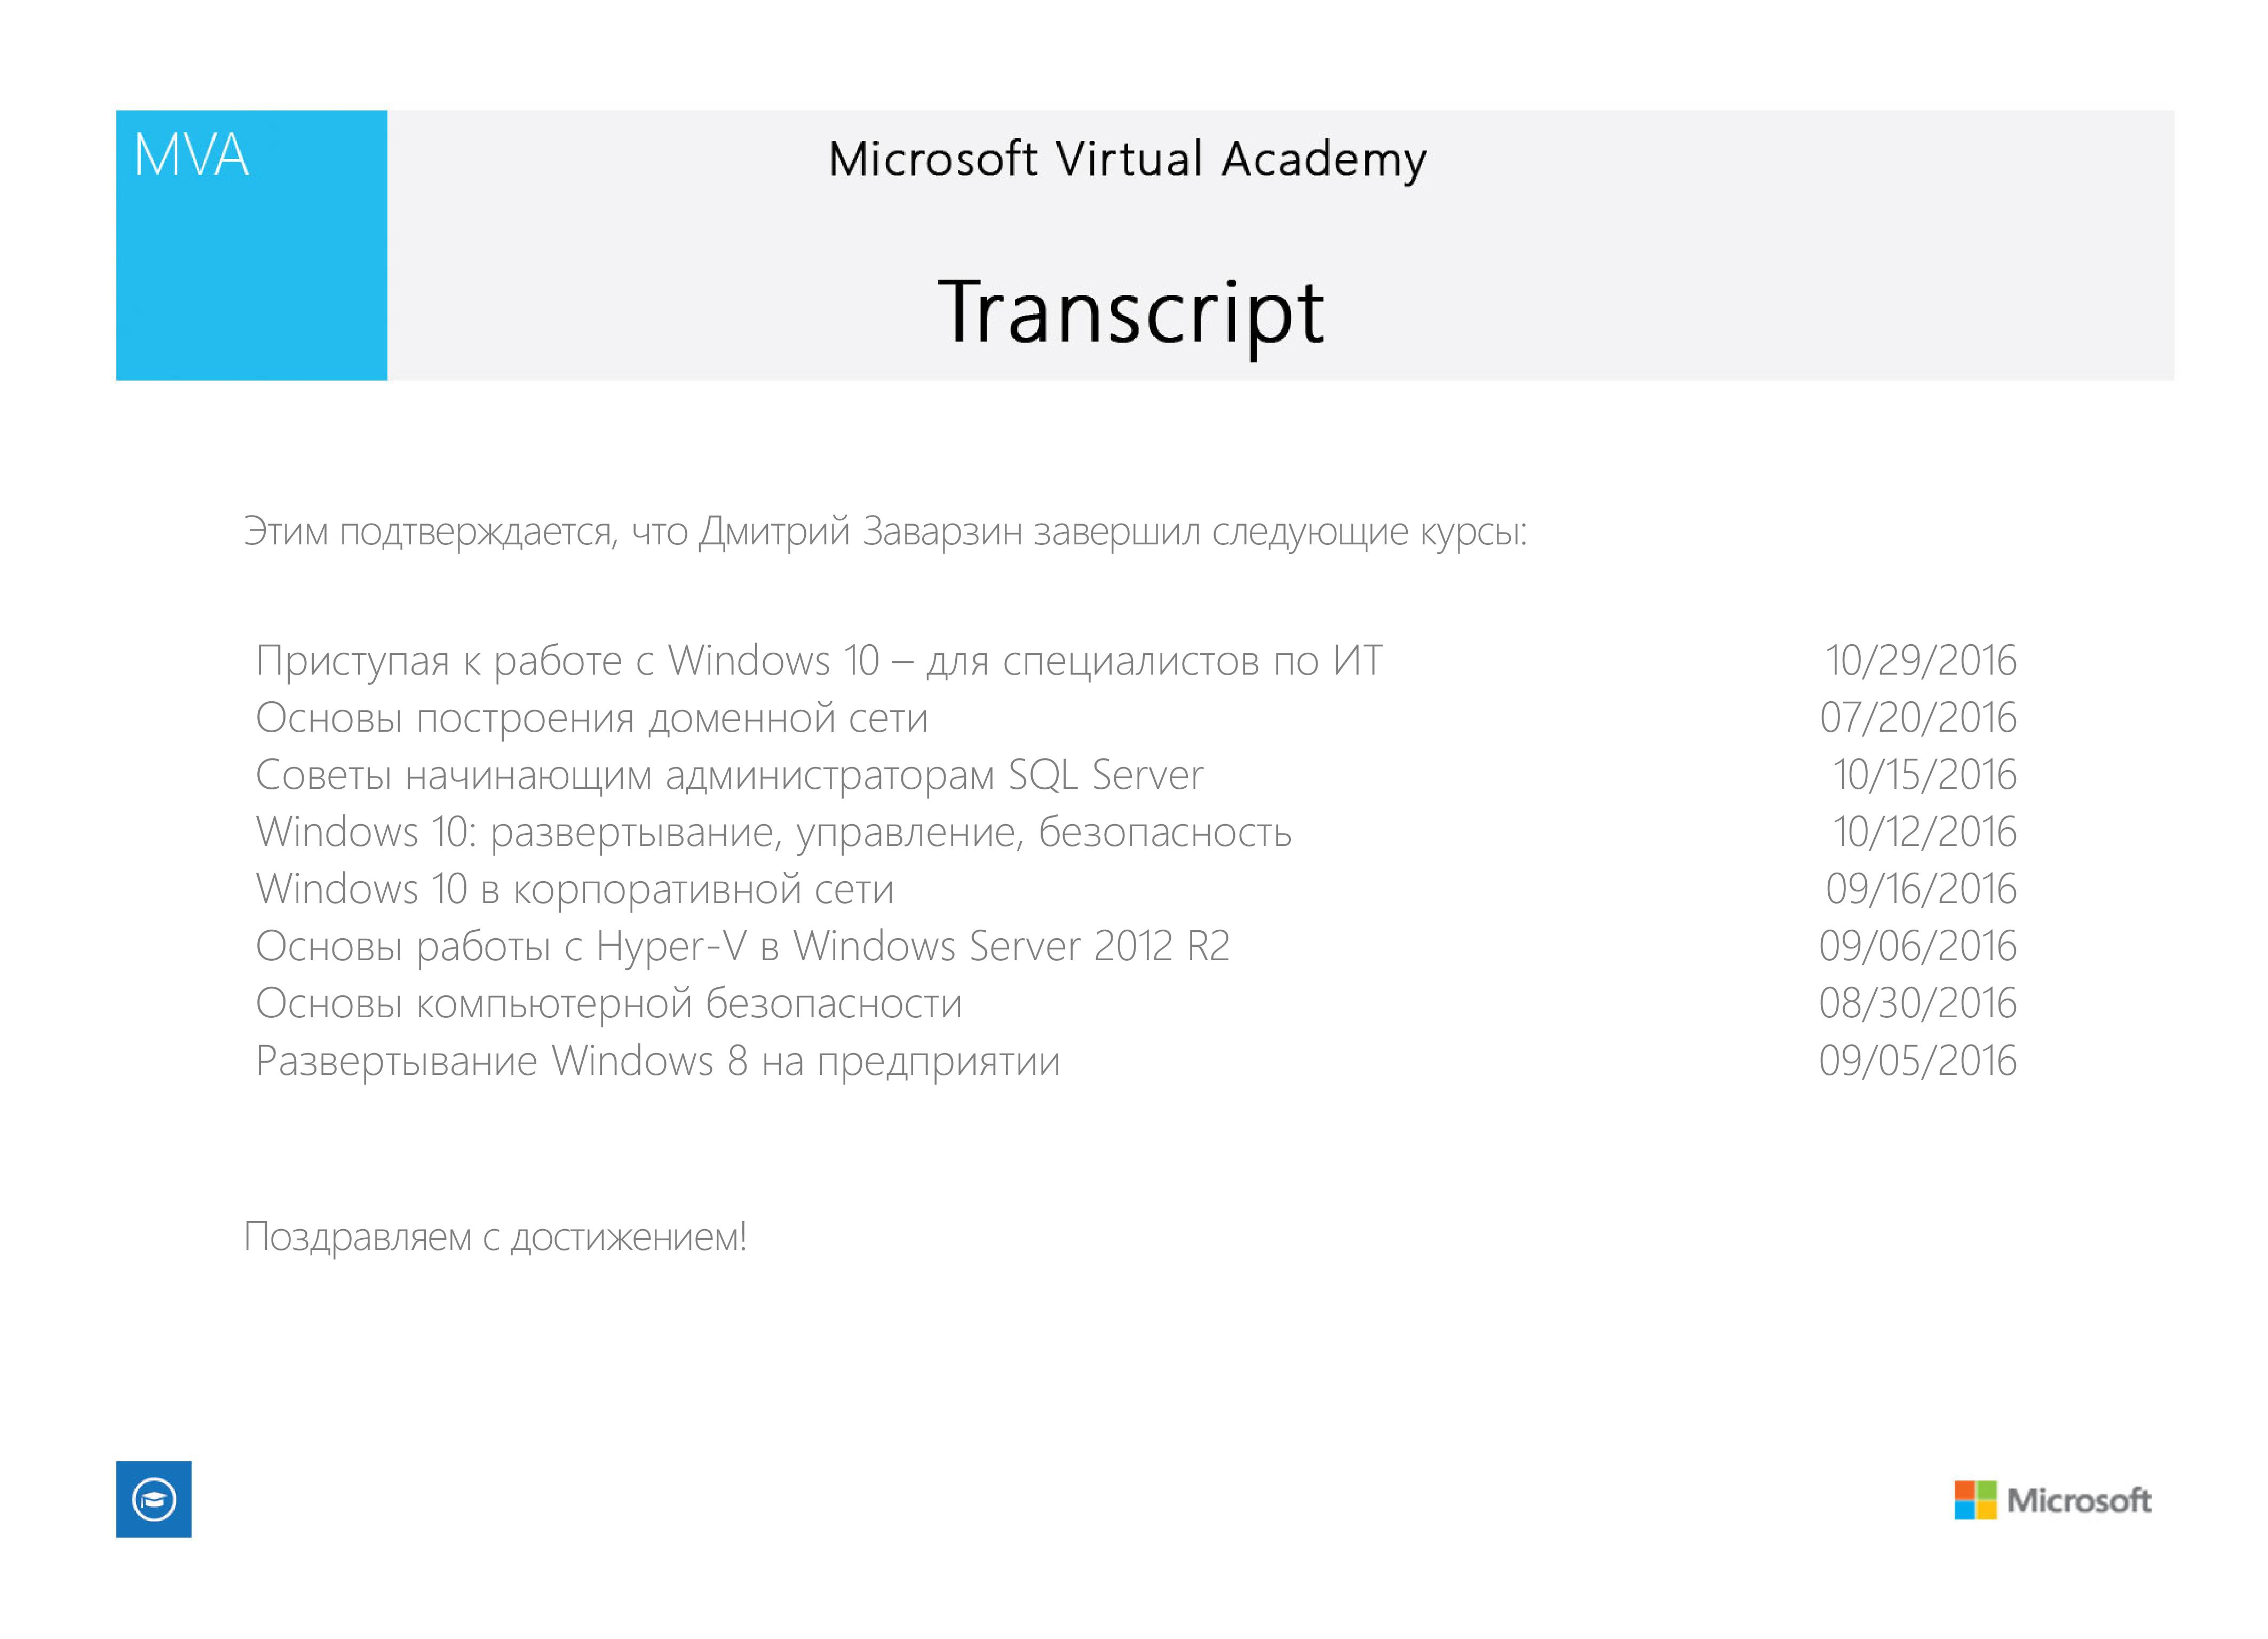 MVA
Microsoft Virtual Academy
Transcript
Этим подтверждается, что Дмитрий Заварзин завершил следующие курсы:
Приступая к работе с Windows 10 – для специалистов по ИТ 10/29/2016
Основы построения доменной сети 07/20/2016
Советы начинающим администраторам SQL Server 10/15/2016
Windows 10: развертывание, управление, безопасность 10/12/2016
Windows 10 в корпоративной сети 09/16/2016
Основы работы с Hyper-V в Windows Server 2012 R2 09/06/2016
Основы компьютерной безопасности 08/30/2016
Развертывание Windows 8 на предприятии 09/05/2016
Поздравляем с достижением!
Microsoft